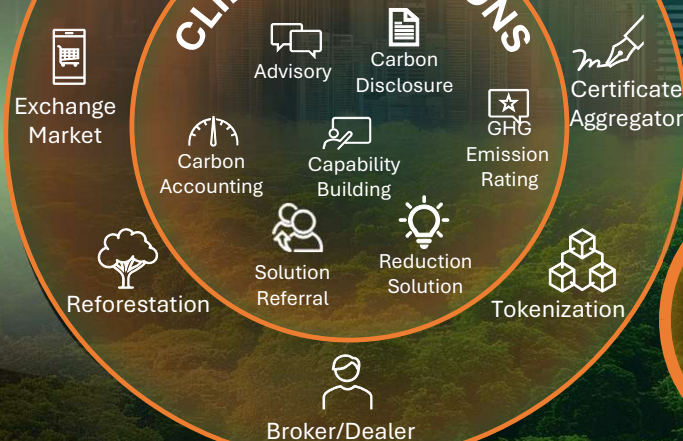 Advisory
Carbon
Disclosure
Exchange
Market
Certificate
Aggregator
GHG
Emission
Rating
Carbon
Accounting
Capability
Building
Solution
Referral
Reduction
Solution
Reforestation
Tokenization
Broker/Dealer